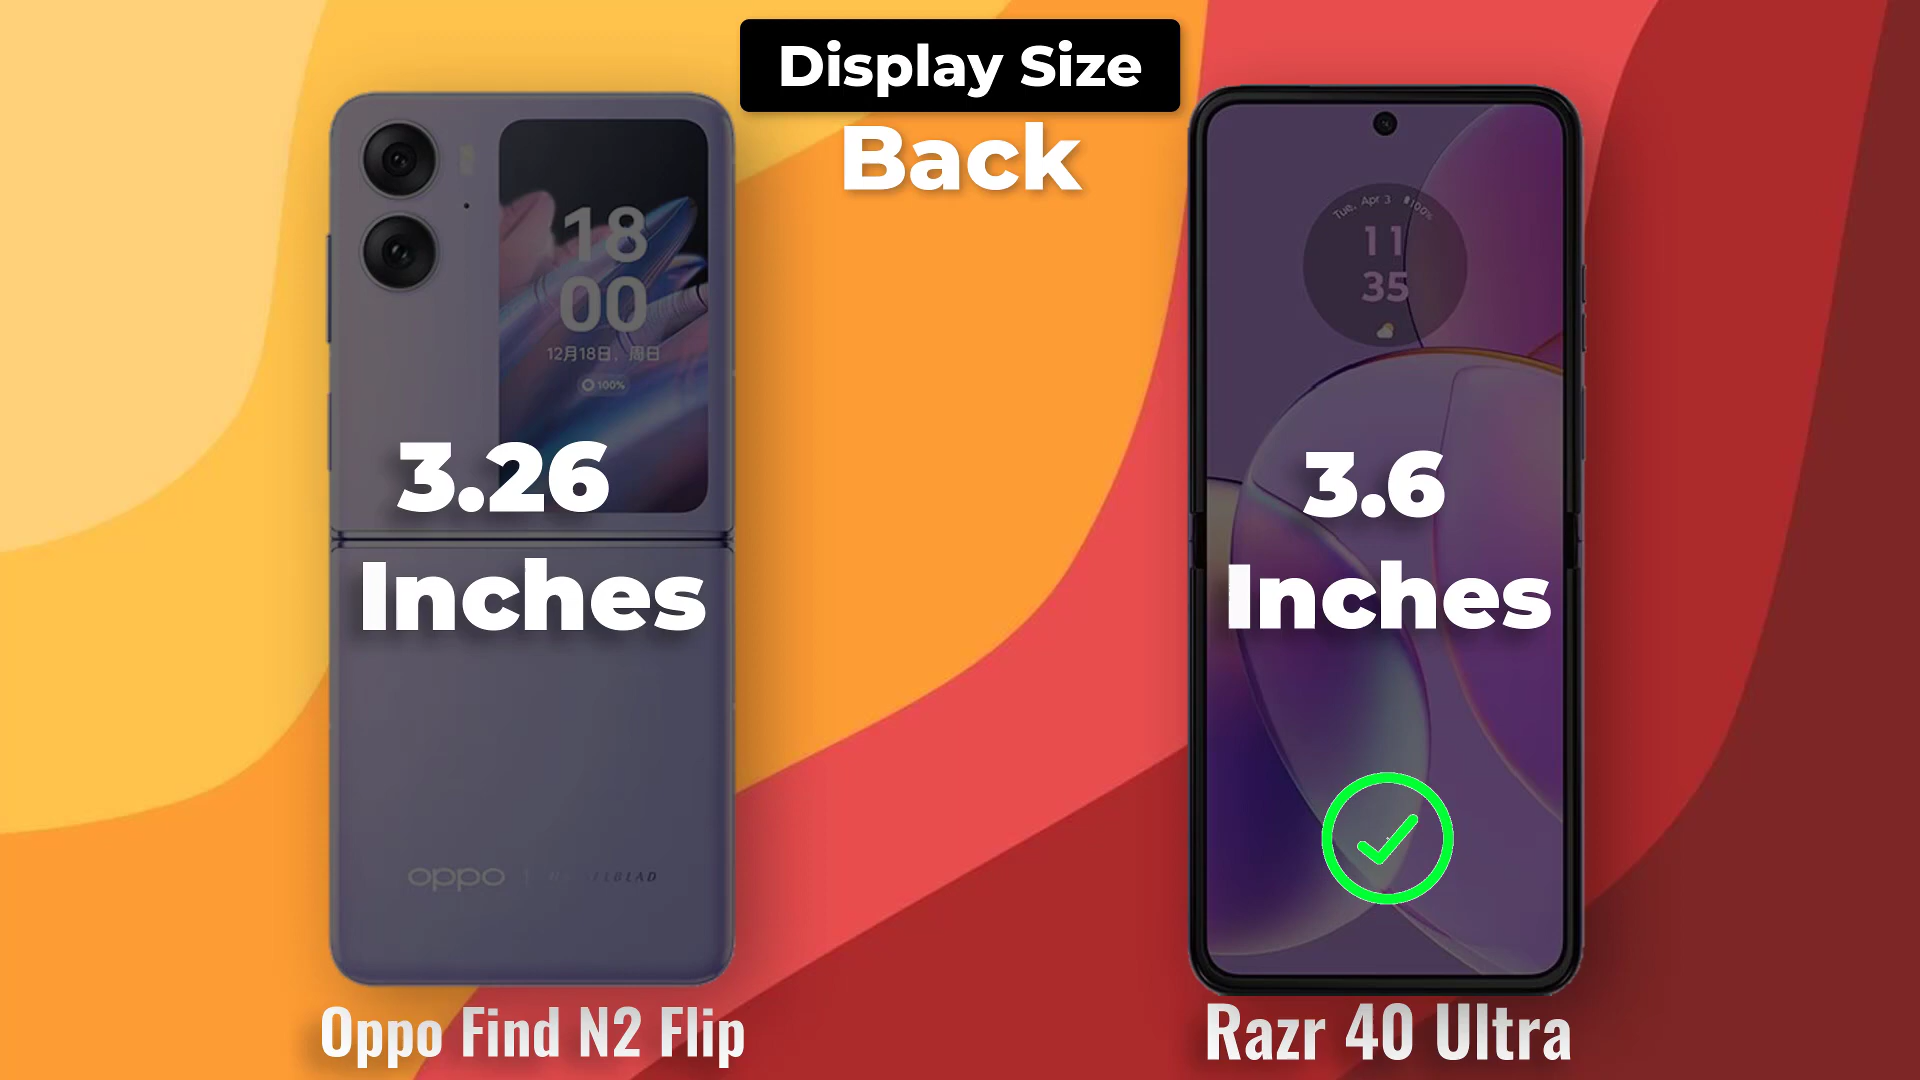 Display Size
Back
18
00
12月18日，周日
100%
3.26
Inches
oppo
HASSELBLAD
Oppo Find N2 Flip
Tue, Apr 3 100%
11
35
3.6
Inches
Razr 40 Ultra